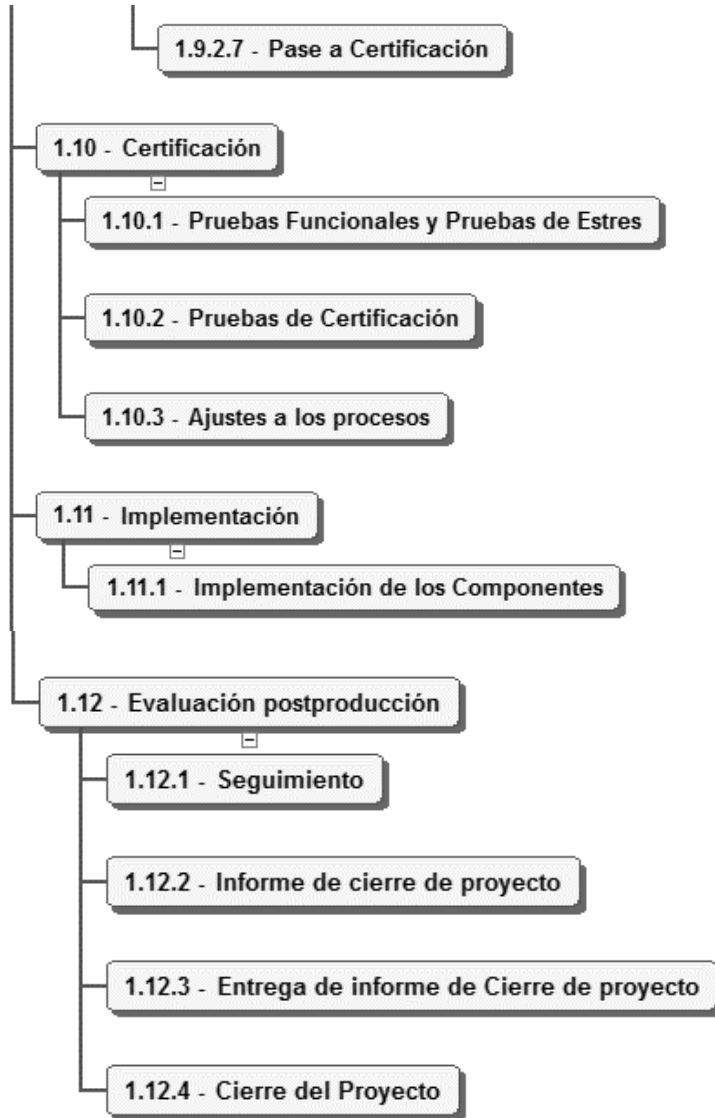 1.9.2.7 - Pase a Certificación
1.10 - Certificación
1.10.1 - Pruebas Funcionales y Pruebas de Estres
1.10.2 - Pruebas de Certificación
1.10.3 - Ajustes a los procesos
1.11 - Implementación
1.11.1 - Implementación de los Componentes
1.12 - Evaluación postproducción
1.12.1 - Seguimiento
1.12.2 - Informe de cierre de proyecto
1.12.3 - Entrega de informe de Cierre de proyecto
1.12.4 - Cierre del Proyecto